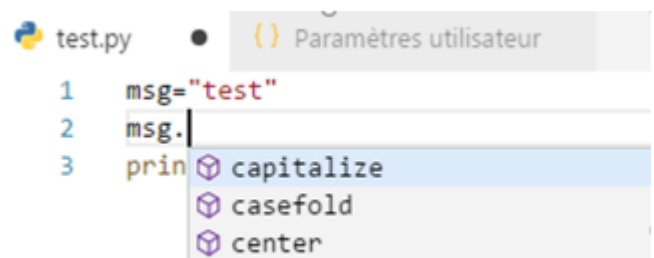 test.py ● {} Paramètres utilisateur
1 msg="test"
2 msg.
3 prin
capitalize
casefold
center